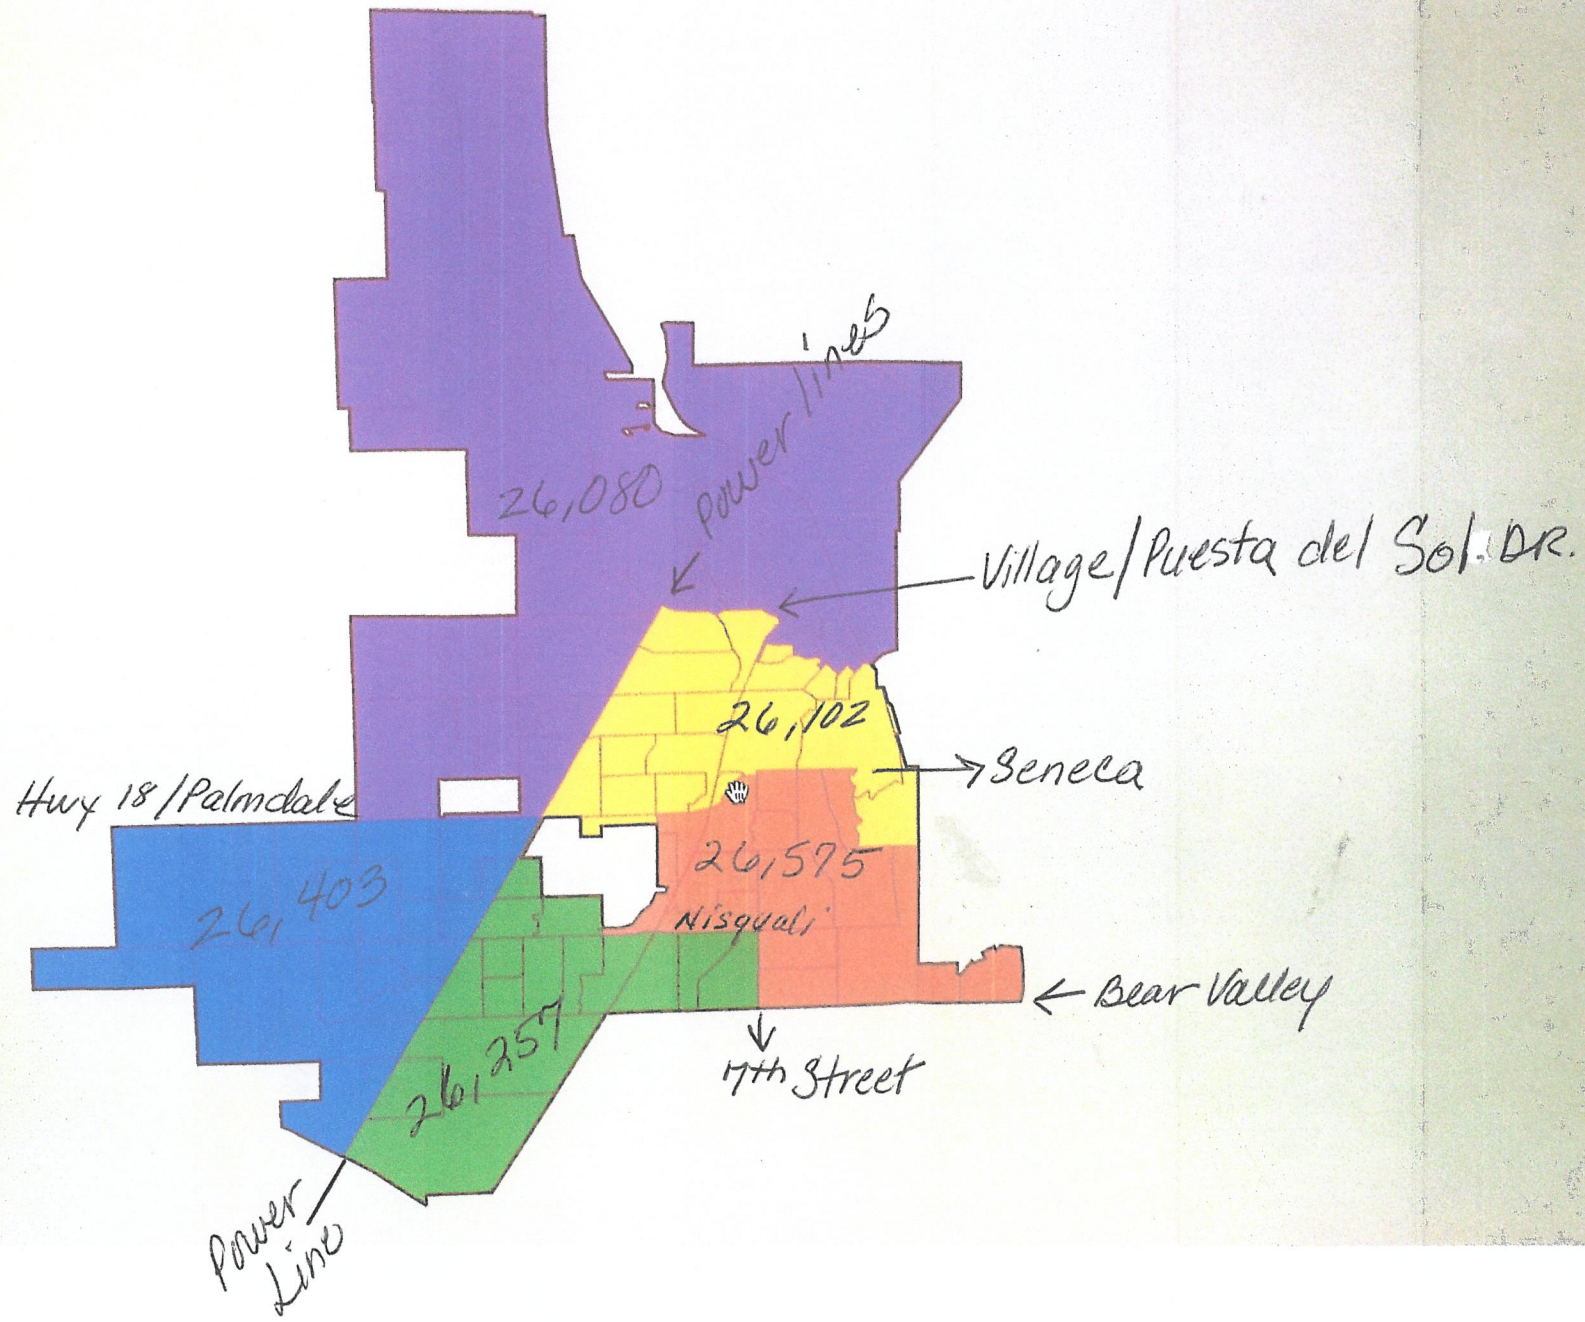 Power lines
26,080
Village/Puesta del Sol. DR.
26,102
Seneca
Hwy 18/Palmdale
26,575
26,403
Nisquali
Bear Valley
26,257
7th Street
Power
Line